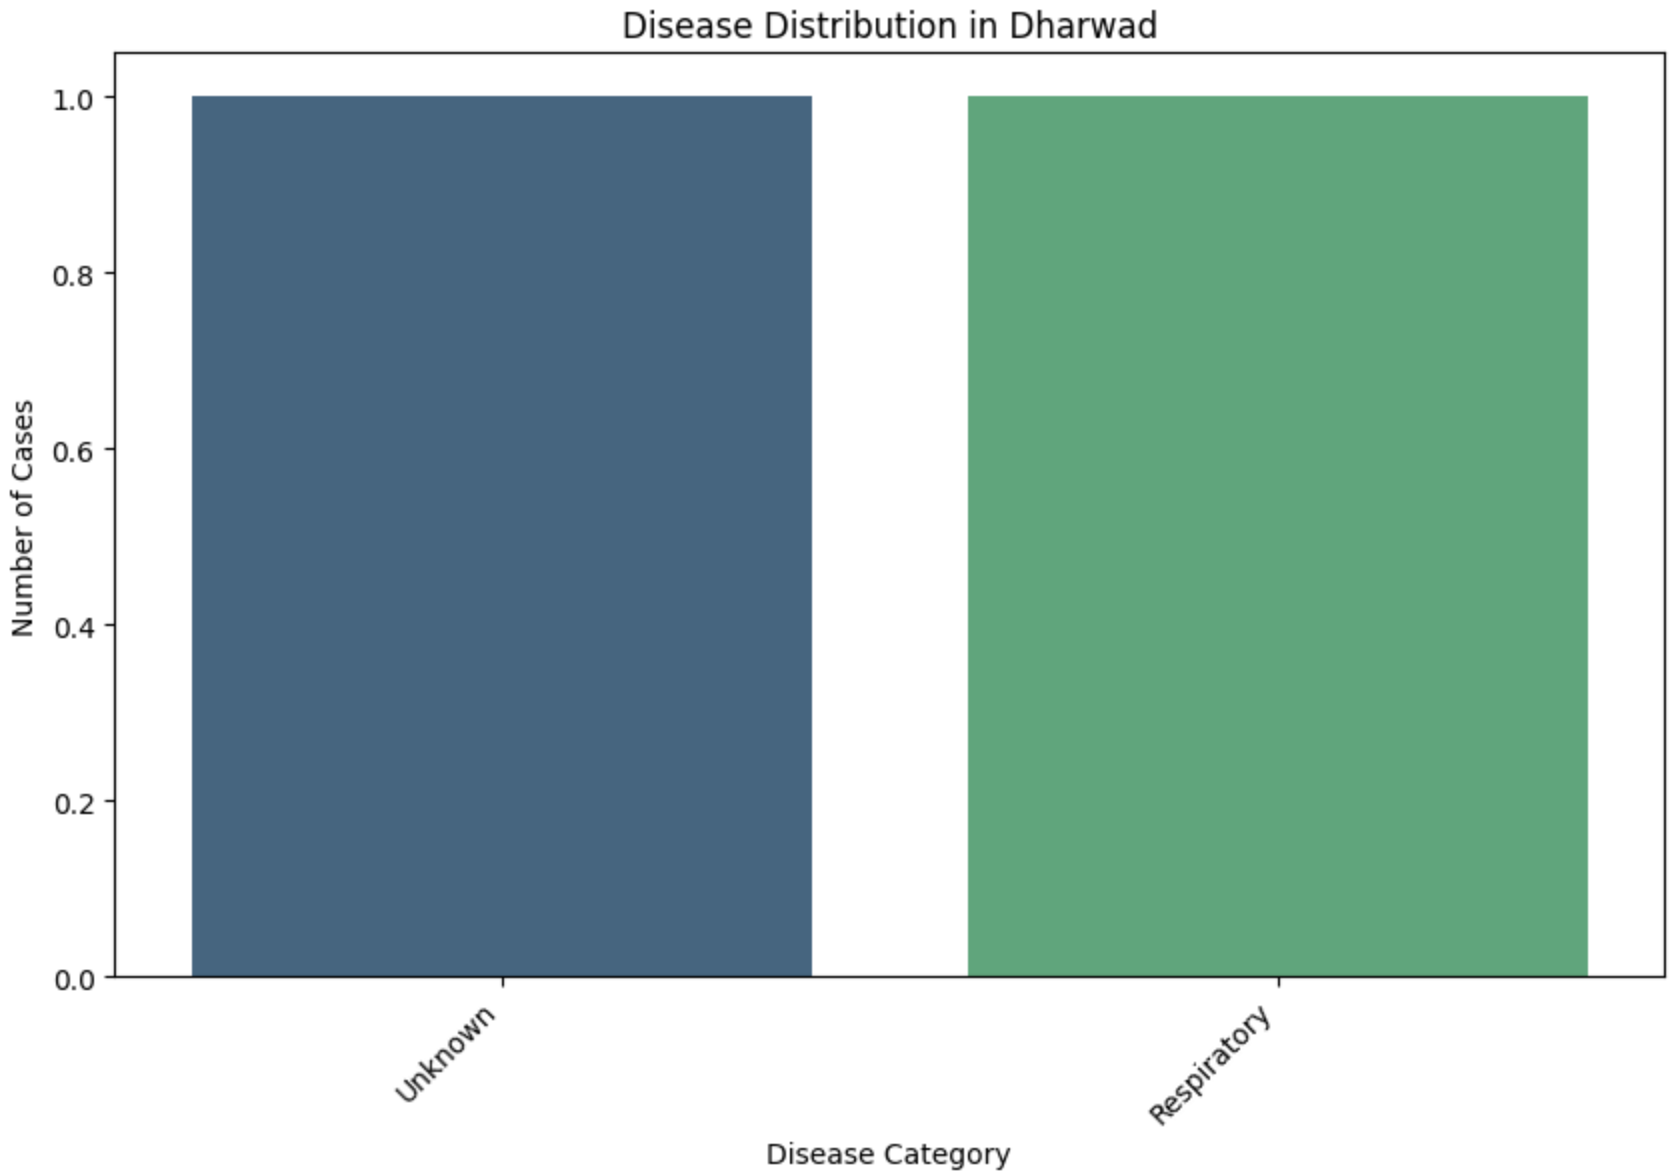 Disease Distribution in Dharwad
1.0
0.8
0.6
0.4
0.2
0.0
Number of Cases
Unknown
Respiratory
Disease Category